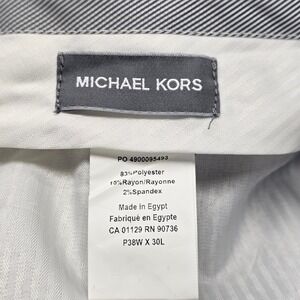 MICHAEL KORS
PO 4900095493
83%Polyester
15%Rayon/Rayonne
2%Spandex
Made in Egypt
Fabriqué en Egypte
CA 01129 RN 90736
P38W X 30L